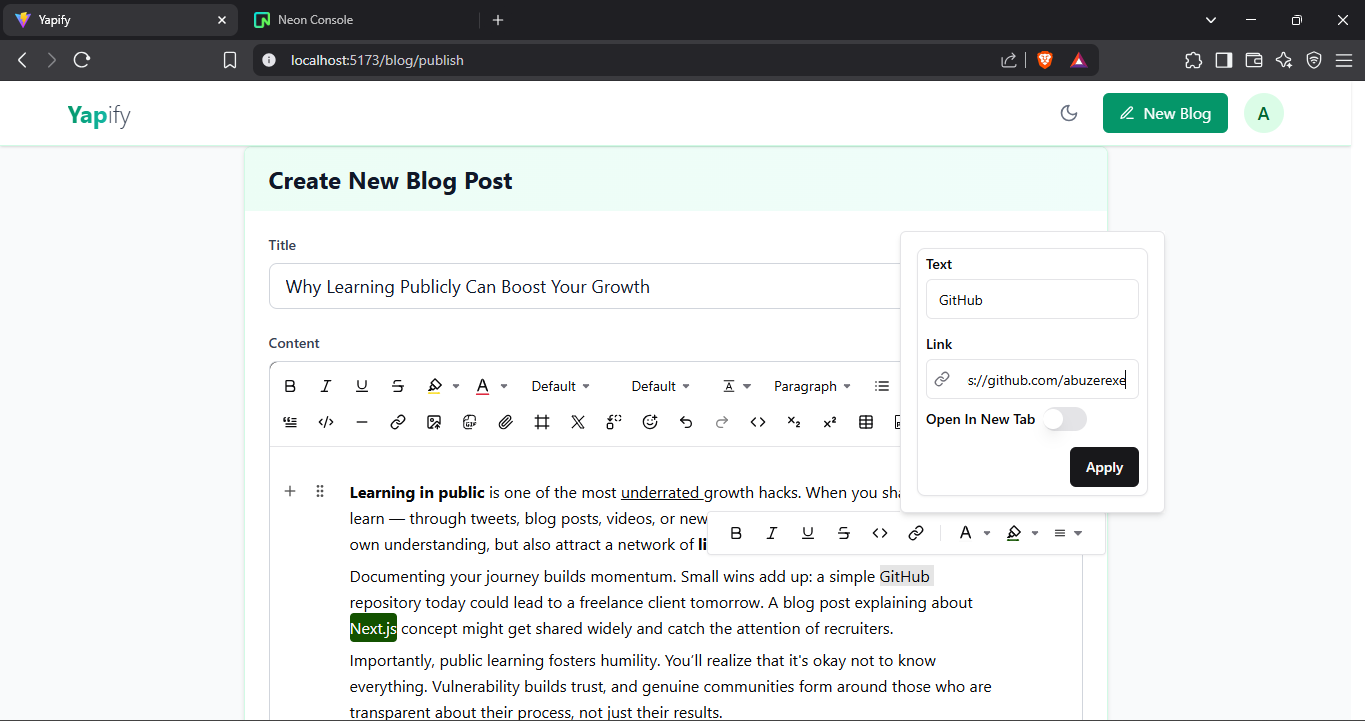 Yapify
Neon Console
localhost:5173/blog/publish
Yapify
New Blog
A
Create New Blog Post
Title
Why Learning Publicly Can Boost Your Growth
Content
B I U S A Default Default Paragraph
GIF
Text
GitHub
Link
s://github.com/abuzerexe
Open In New Tab
Apply
Learning in public is one of the most underrated growth hacks. When you sha
learn — through tweets, blog posts, videos, or new
own understanding, but also attract a network of li
B I U S A
Documenting your journey builds momentum. Small wins add up: a simple GitHub
repository today could lead to a freelance client tomorrow. A blog post explaining about
Next.js concept might get shared widely and catch the attention of recruiters.
Importantly, public learning fosters humility. You'll realize that it's okay not to know
everything. Vulnerability builds trust, and genuine communities form around those who are
transparent about their process, not just their results.